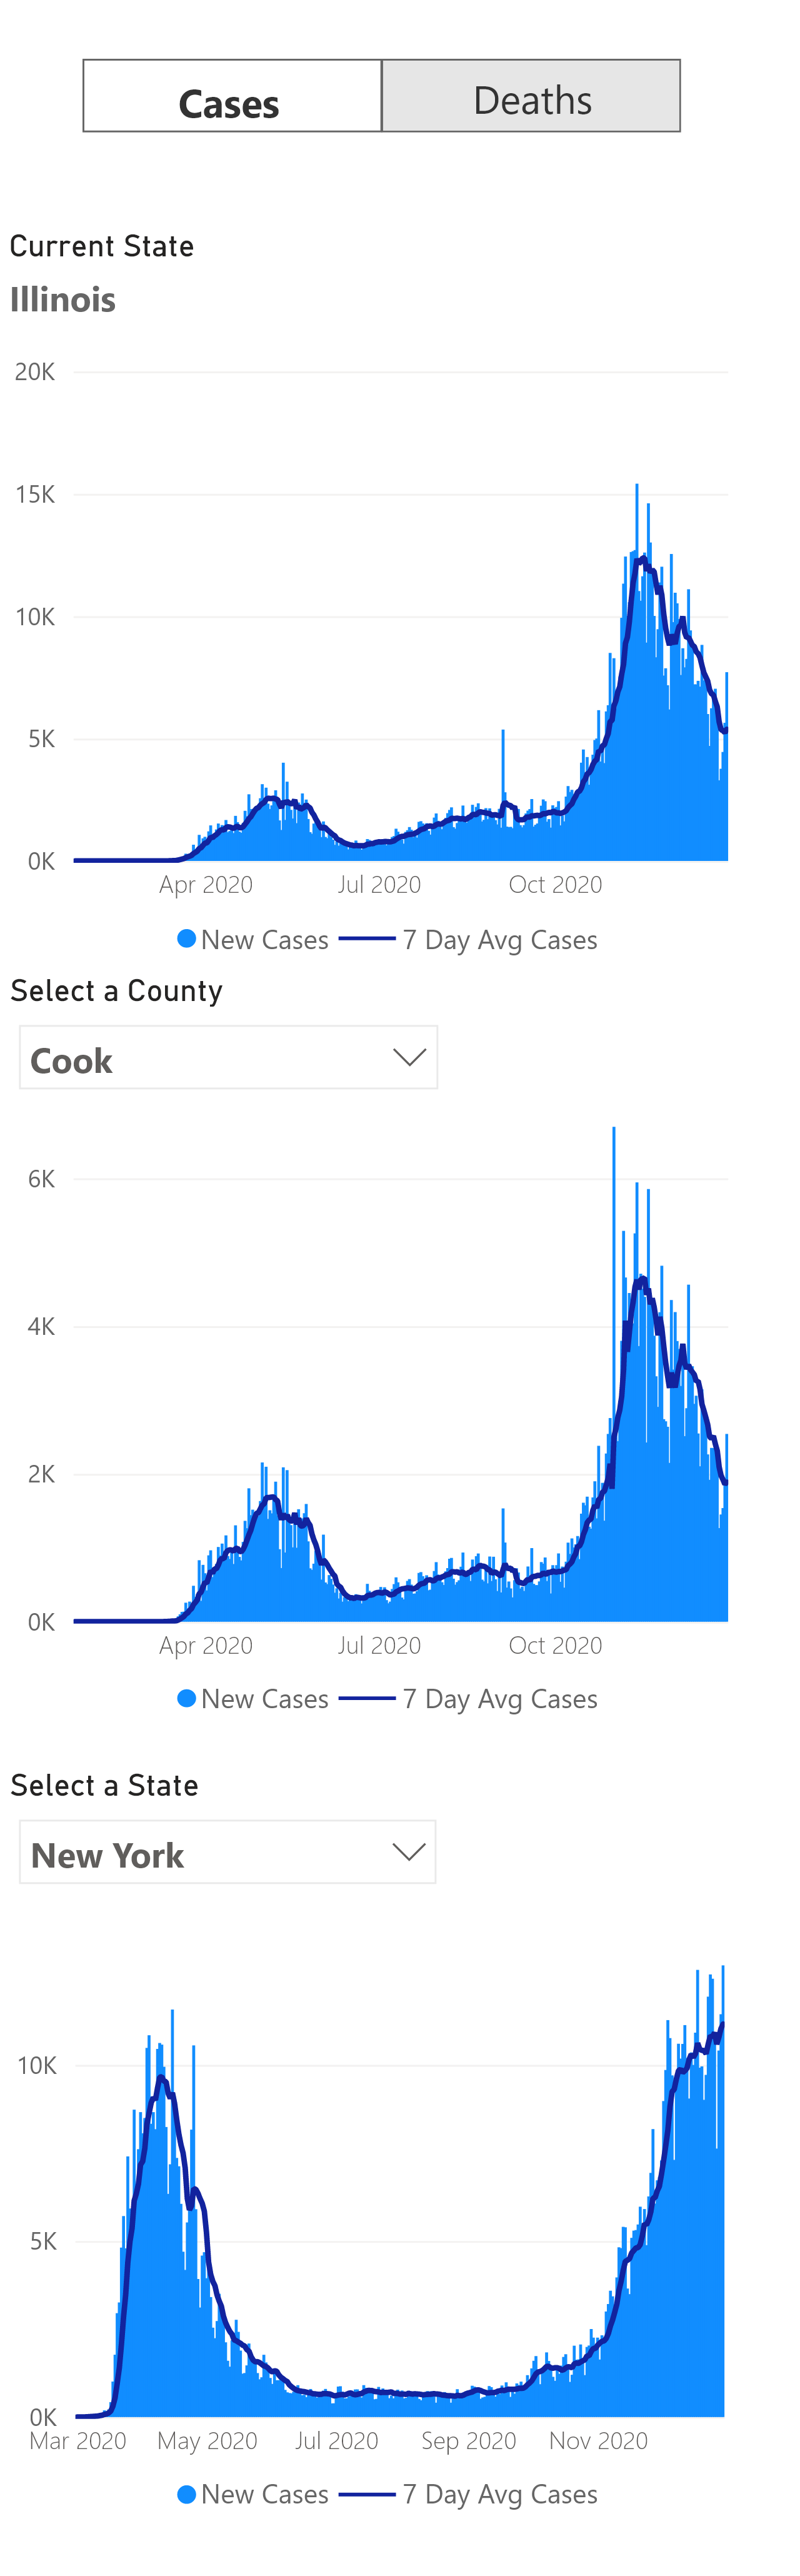 Cases Deaths
Current State
Illinois
20K
15K
10K
5K
0K
Apr 2020 Jul 2020 Oct 2020
New Cases 7 Day Avg Cases
Select a County
Cook
6K
4K
2K
0K
Apr 2020 Jul 2020 Oct 2020
New Cases 7 Day Avg Cases
Select a State
New York
10K
5K
0K
Mar 2020 May 2020 Jul 2020 Sep 2020 Nov 2020
New Cases 7 Day Avg Cases